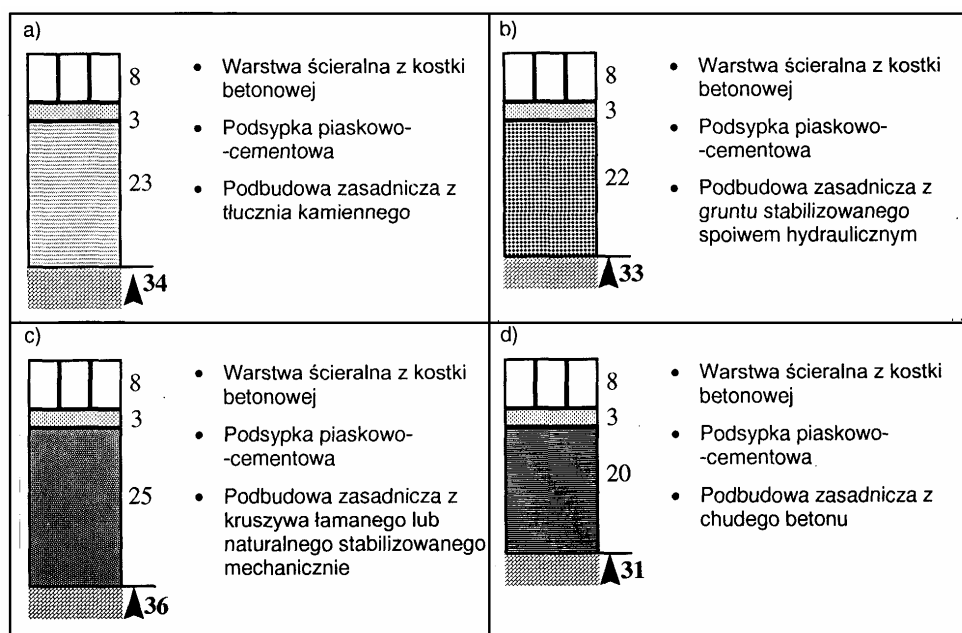 a)
8
3
23
34
• Warstwa ścieralna z kostki
betonowej
• Podsypka piaskowo-
-cementowa
• Podbudowa zasadnicza z
tłucznia kamiennego
b)
8
3
22
33
• Warstwa ścieralna z kostki
betonowej
• Podsypka piaskowo-
-cementowa
• Podbudowa zasadnicza z
gruntu stabilizowanego
spoiwem hydraulicznym
c)
8
3
25
36
• Warstwa ścieralna z kostki
betonowej
• Podsypka piaskowo-
-cementowa
• Podbudowa zasadnicza z
kruszywa łamanego lub
naturalnego stabilizowanego
mechanicznie
d)
8
3
20
31
• Warstwa ścieralna z kostki
betonowej
• Podsypka piaskowo-
-cementowa
• Podbudowa zasadnicza z
chudego betonu